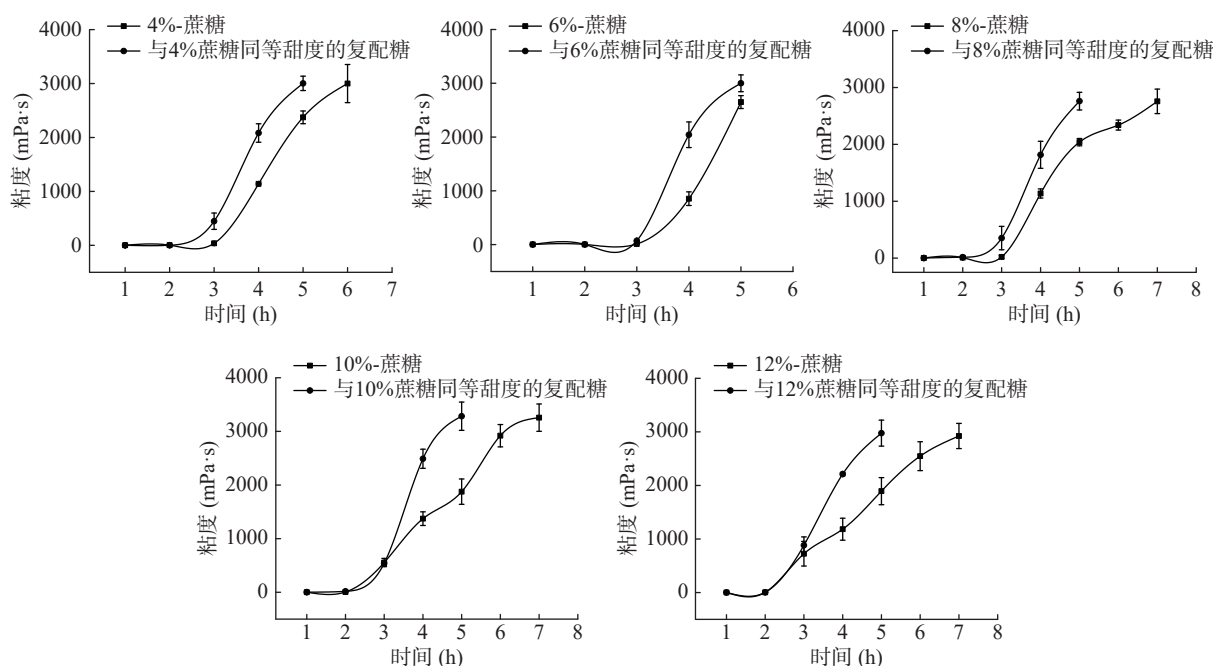 4%-蔗糖
与4%蔗糖同等甜度的复配糖
4000
3000
2000
1000
0
粘度 (mPa·s)
1 2 3 4 5 6 7
时间 (h)
6%-蔗糖
与6%蔗糖同等甜度的复配糖
4000
3000
2000
1000
0
粘度 (mPa·s)
1 2 3 4 5 6
时间 (h)
8%-蔗糖
与8%蔗糖同等甜度的复配糖
4000
3000
2000
1000
0
粘度 (mPa·s)
1 2 3 4 5 6 7 8
时间 (h)
10%-蔗糖
与10%蔗糖同等甜度的复配糖
4000
3000
2000
1000
0
粘度 (mPa·s)
1 2 3 4 5 6 7 8
时间 (h)
12%-蔗糖
与12%蔗糖同等甜度的复配糖
4000
3000
2000
1000
0
粘度 (mPa·s)
1 2 3 4 5 6 7 8
时间 (h)